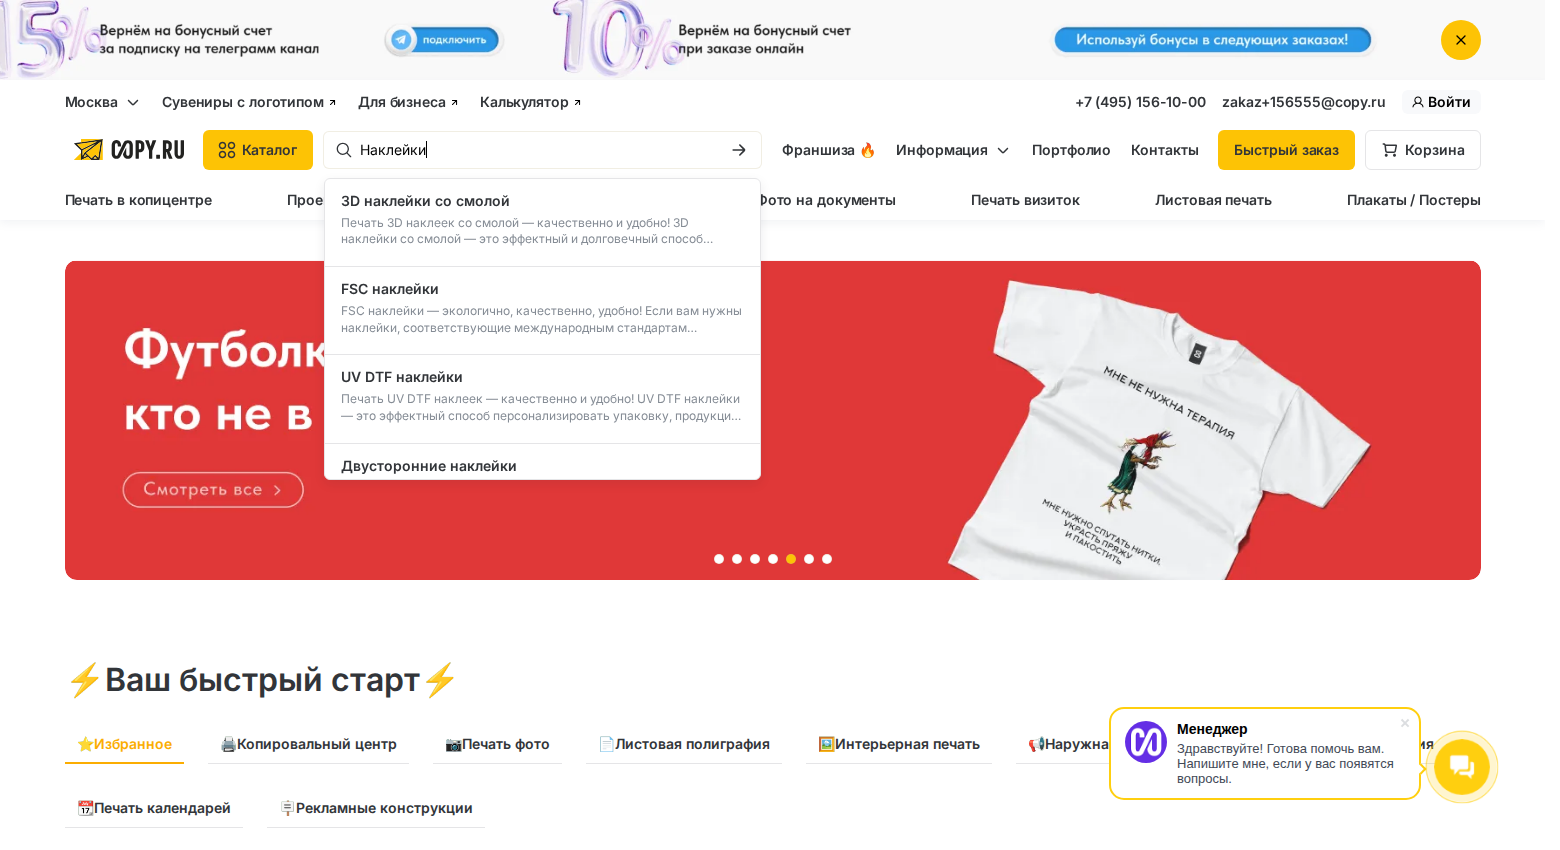 15%
Вернём на бонусный счет
за подписку на телеграмм канал
подключить
10%
Вернём на бонусный счет
при заказе онлайн
Используй бонусы в следующих заказах!
Москва
Сувениры с логотипом
Для бизнеса
Калькулятор
+7 (495) 156-10-00
zakaz+156555@copy.ru
Войти
COPY.RU
Каталог
Наклейки
Франшиза 🔥
Информация
Портфолио
Контакты
Быстрый заказ
Корзина
Печать в копицентре
Прое
Фото на документы
Печать визиток
Листовая печать
Плакаты / Постеры
3D наклейки со смолой
Печать 3D наклеек со смолой — качественно и удобно! 3D
наклейки со смолой — это эффектный и долговечный способ...
FSC наклейки
FSC наклейки — экологично, качественно, удобно! Если вам нужны
наклейки, соответствующие международным стандартам...
UV DTF наклейки
Печать UV DTF наклеек — качественно и удобно! UV DTF наклейки
— это эффектный способ персонализировать упаковку, продукци...
Двусторонние наклейки
Футболк
кто не в
Смотреть все
МНЕ НЕ НУЖНА ТЕРАПИЯ
МНЕ НУЖНО СПУТАТЬ НИТКИ,
УКРАСТЬ ПРЯЖУ
И ПАКОСТИТЬ
⚡Ваш быстрый старт⚡
⭐Избранное
🖨️Копировальный центр
📷Печать фото
📄Листовая полиграфия
🖼️Интерьерная печать
📢Наружна
📆Печать календарей
🪧Рекламные конструкции
Менеджер
Здравствуйте! Готова помочь вам.
Напишите мне, если у вас появятся
вопросы.